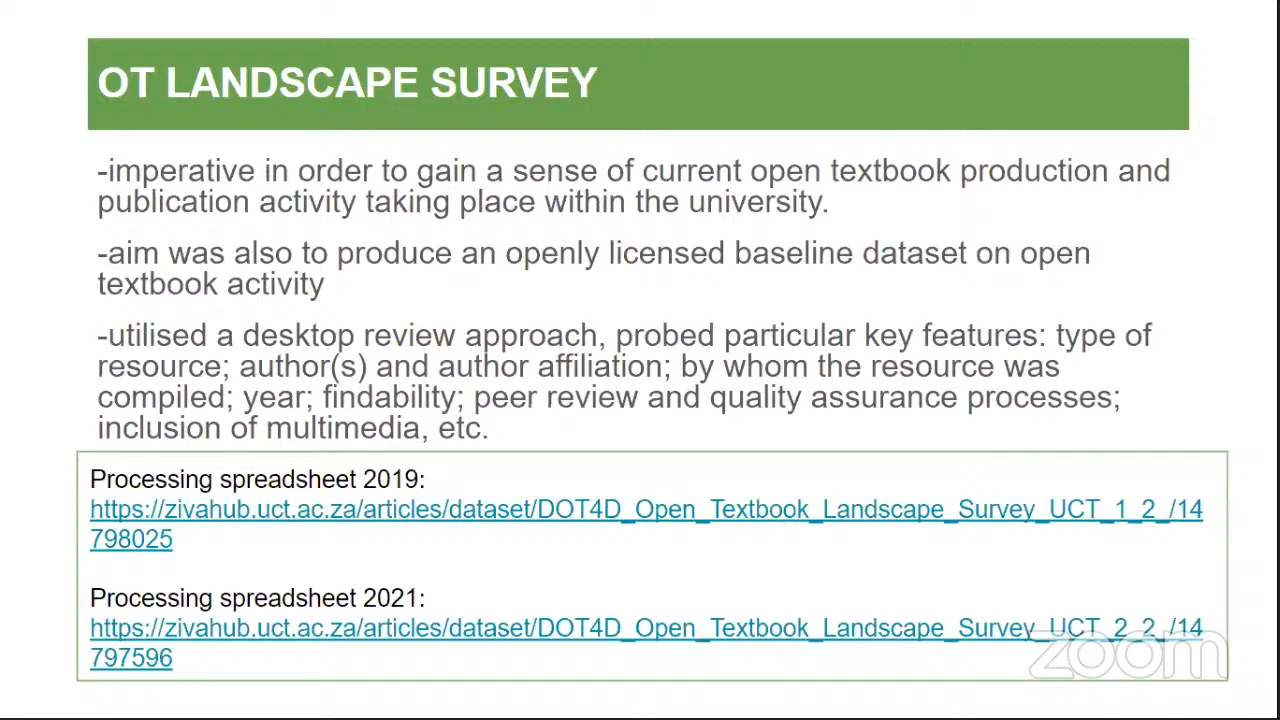 OT LANDSCAPE SURVEY
-imperative in order to gain a sense of current open textbook production and
publication activity taking place within the university.
-aim was also to produce an openly licensed baseline dataset on open
textbook activity
-utilised a desktop review approach, probed particular key features: type of
resource; author(s) and author affiliation; by whom the resource was
compiled; year; findability; peer review and quality assurance processes;
inclusion of multimedia, etc.
Processing spreadsheet 2019:
https://zivahub.uct.ac.za/articles/dataset/DOT4D_Open_Textbook_Landscape_Survey_UCT_1_2_/14
798025
Processing spreadsheet 2021:
https://zivahub.uct.ac.za/articles/dataset/DOT4D_Open_Textbook_Landscape_Survey_UCT_2_2_/14
797596
zoom